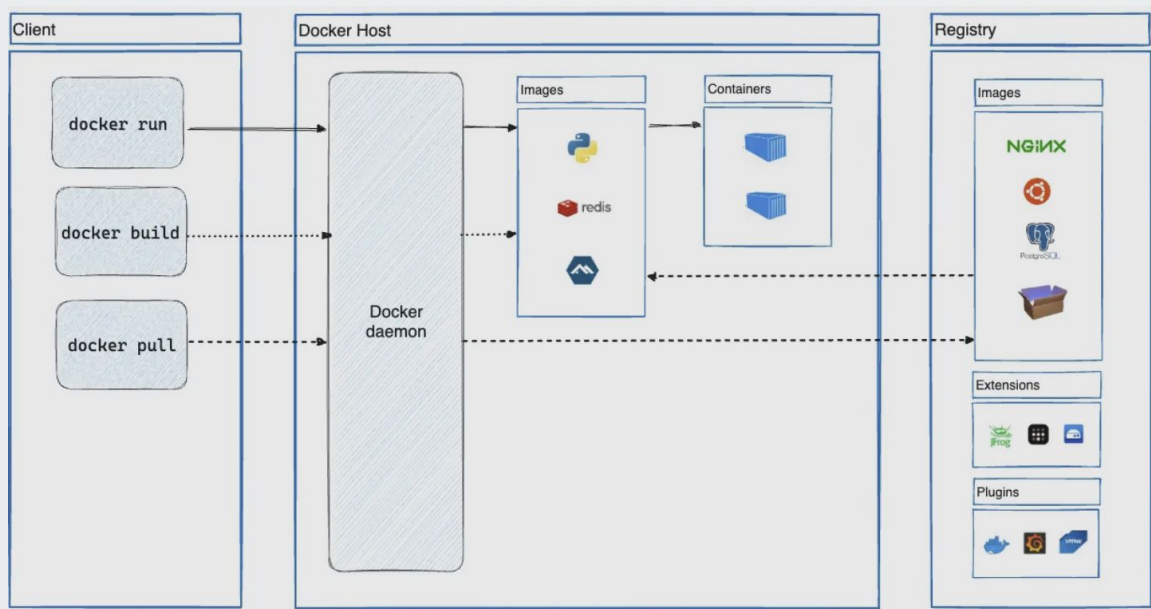 Client
docker run
docker build
docker pull
Docker Host
Docker
daemon
Images
redis
Containers
Registry
Images
NGiNX
PostgreSQL
Extensions
jFrog
Plugins
vmw